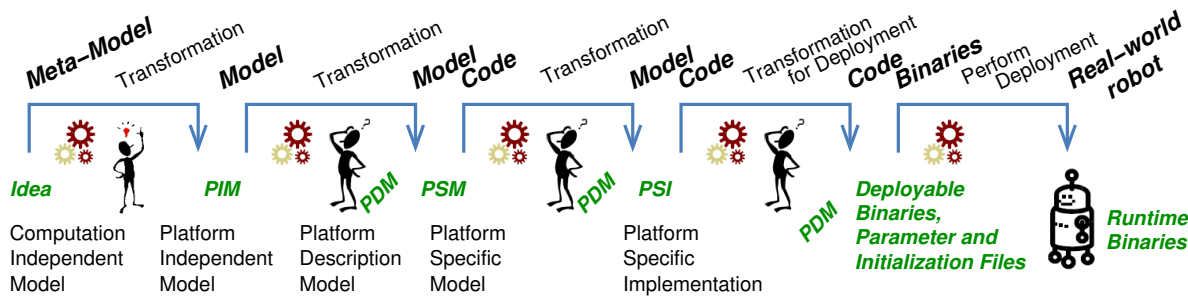 Meta−Model
Transformation
Model
Transformation
Model
Code
Transformation
Model
Code
Transformation
for Deployment
Code
Binaries
Perform
Deployment
Real−world
robot
?
?
?
Idea
PIM
PDM
PSM
PDM
PSI
PDM
Deployable
Binaries,
Parameter and
Initialization Files
Runtime
Binaries
Computation
Independent
Model
Platform
Independent
Model
Platform
Description
Model
Platform
Specific
Model
Platform
Specific
Implementation